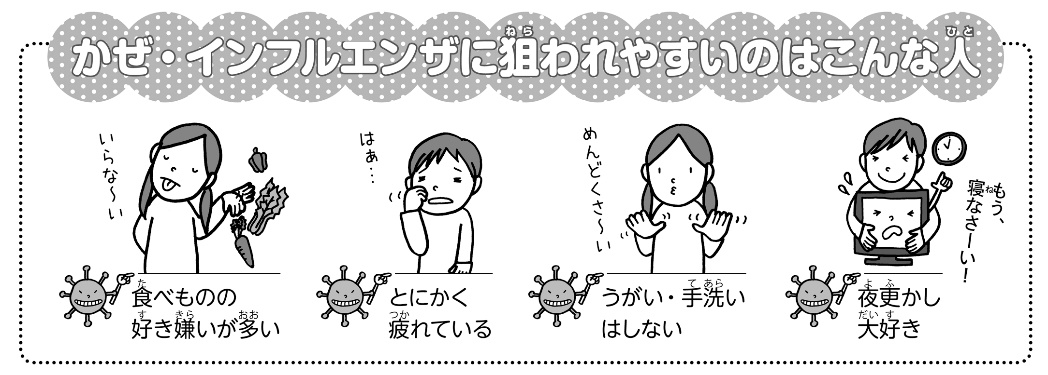 かぜ・インフルエンザに狙われやすいのはこんな人
いらな〜い
食べものの
好き嫌いが多い
はぁ…
とにかく
疲れている
めんどくさ〜い
うがい・手洗い
はしない
もう、
寝なさーい！
夜更かし
大好き